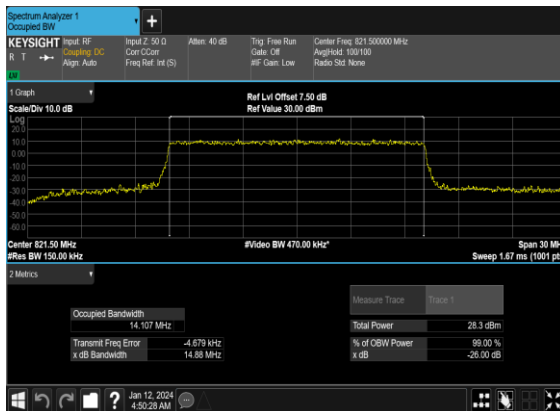 Spectrum Analyzer 1
Occupied BW
KEYSIGHT
R T
Input: RF
Coupling: DC
Align: Auto
Input Z: 50 Ω
Corr CCorr
Freq Ref: Int (S)
Atten: 40 dB
Trig: Free Run
Gate: Off
#IF Gain: Low
Center Freq: 821.500000 MHz
Avg|Hold: 100/100
Radio Std: None
1 Graph
Scale/Div 10.0 dB
Ref Lvl Offset 7.50 dB
Ref Value 30.00 dBm
Log
20.0
10.0
0.00
-10.0
-20.0
-30.0
-40.0
-50.0
-60.0
Center 821.50 MHz
#Res BW 150.00 kHz
#Video BW 470.00 kHz*
Span 30 MH
Sweep 1.67 ms (1001 pt
2 Metrics
Occupied Bandwidth
14.107 MHz
Transmit Freq Error -4.679 kHz
x dB Bandwidth 14.88 MHz
Measure Trace Trace 1
Total Power 28.3 dBm
% of OBW Power 99.00 %
x dB -26.00 dB
Jan 12, 2024
4:50:28 AM